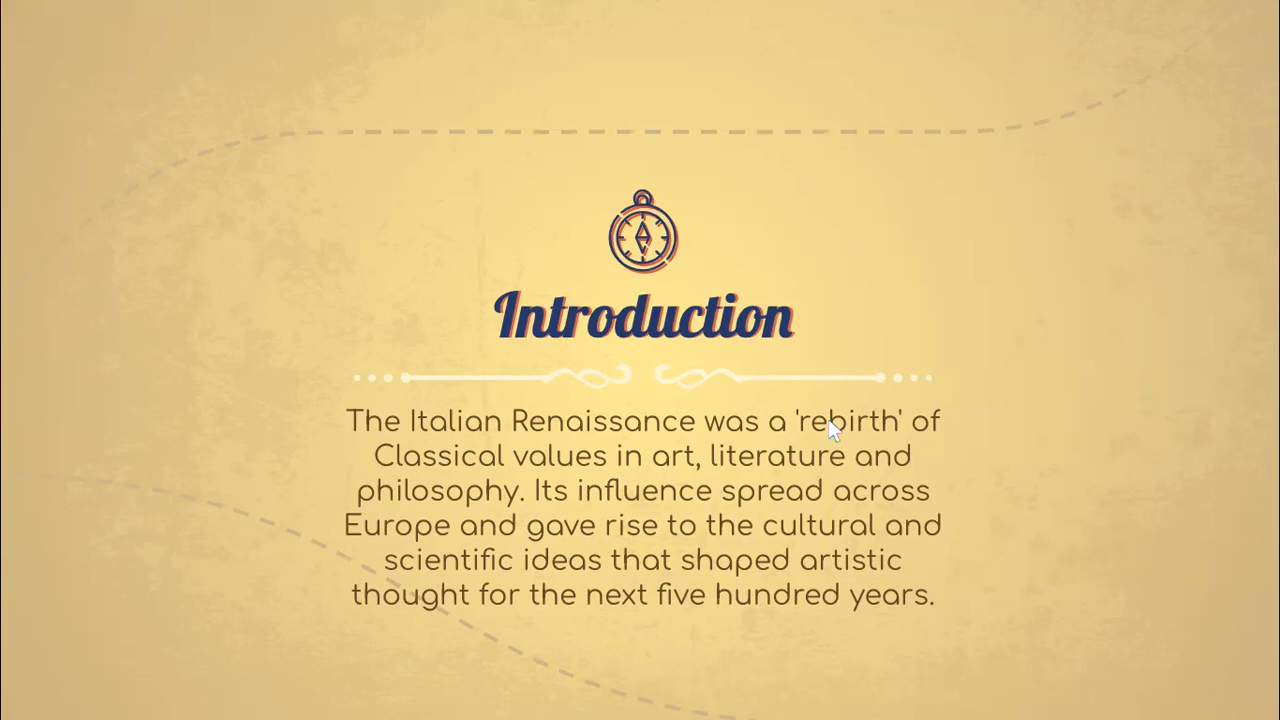 Introduction
The Italian Renaissance was a 'rebirth' of
Classical values in art, literature and
philosophy. Its influence spread across
Europe and gave rise to the cultural and
scientific ideas that shaped artistic
thought for the next five hundred years.